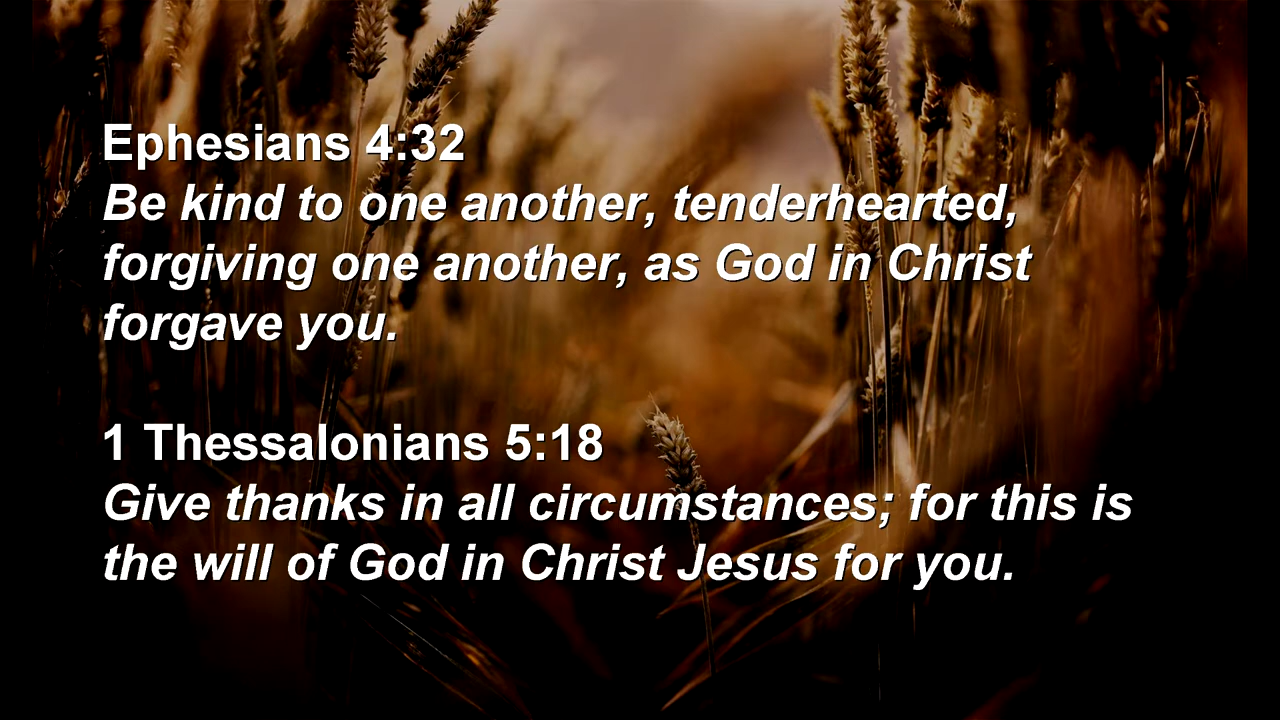 Ephesians 4:32
Be kind to one another, tenderhearted,
forgiving one another, as God in Christ
forgave you.
1 Thessalonians 5:18
Give thanks in all circumstances; for this is
the will of God in Christ Jesus for you.